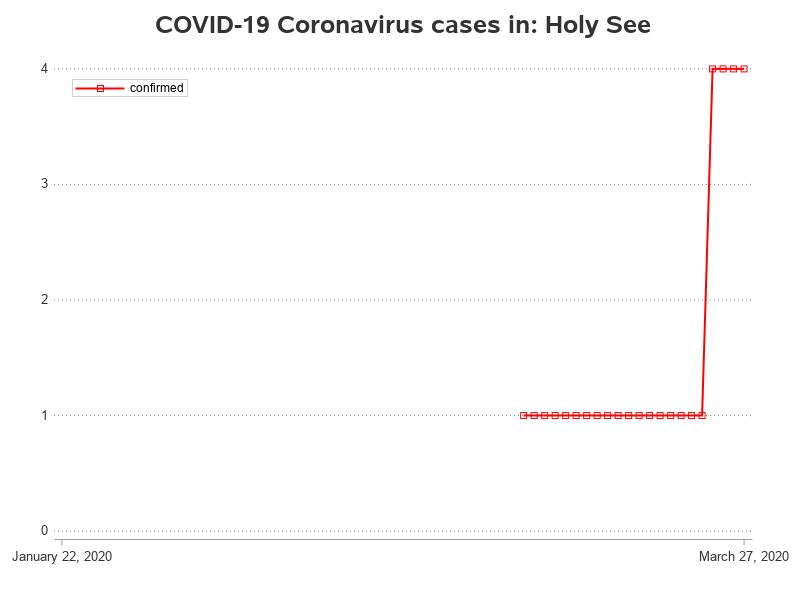 COVID-19 Coronavirus cases in: Holy See
confirmed
4
3
2
1
0
January 22, 2020
March 27, 2020